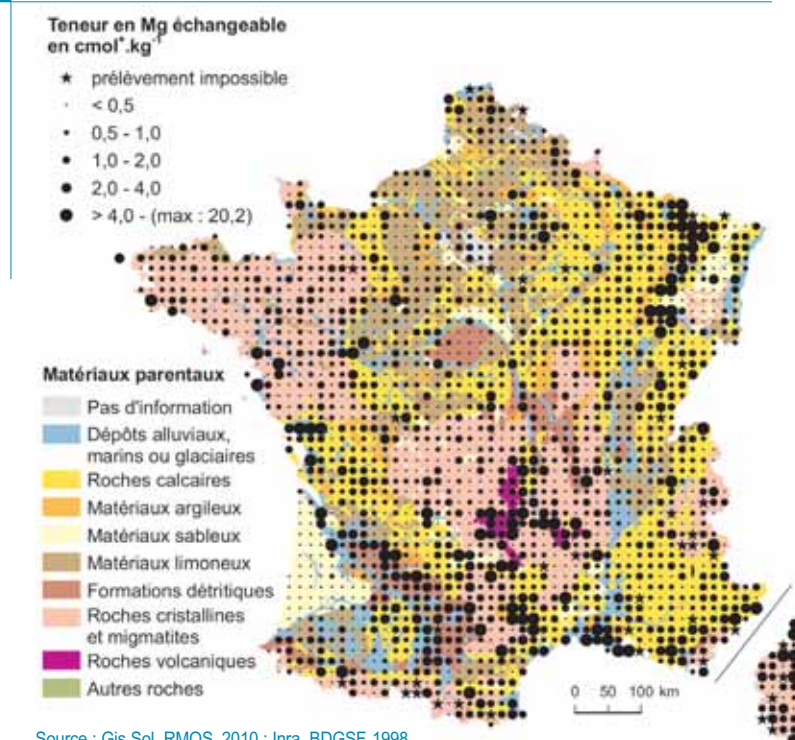 Teneur en Mg échangeable
en cmol⁺.kg⁻¹
prélèvement impossible
< 0,5
0,5 - 1,0
1,0 - 2,0
2,0 - 4,0
> 4,0 - (max : 20,2)
Matériaux parentaux
Pas d'information
Dépôts alluviaux,
marins ou glaciaires
Roches calcaires
Matériaux argileux
Matériaux sableux
Matériaux limoneux
Formations détritiques
Roches cristallines
et migmatites
Roches volcaniques
Autres roches
0 50 100 km
Source : Gis Sol, RMQS, 2010 ; Inra, BDGSF, 1998.